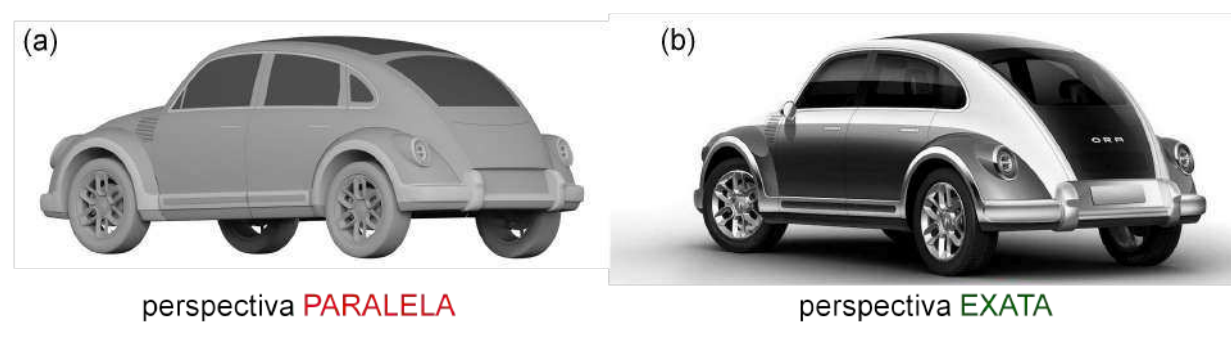 (a)
(b)
ORA
perspectiva PARALELA
perspectiva EXATA